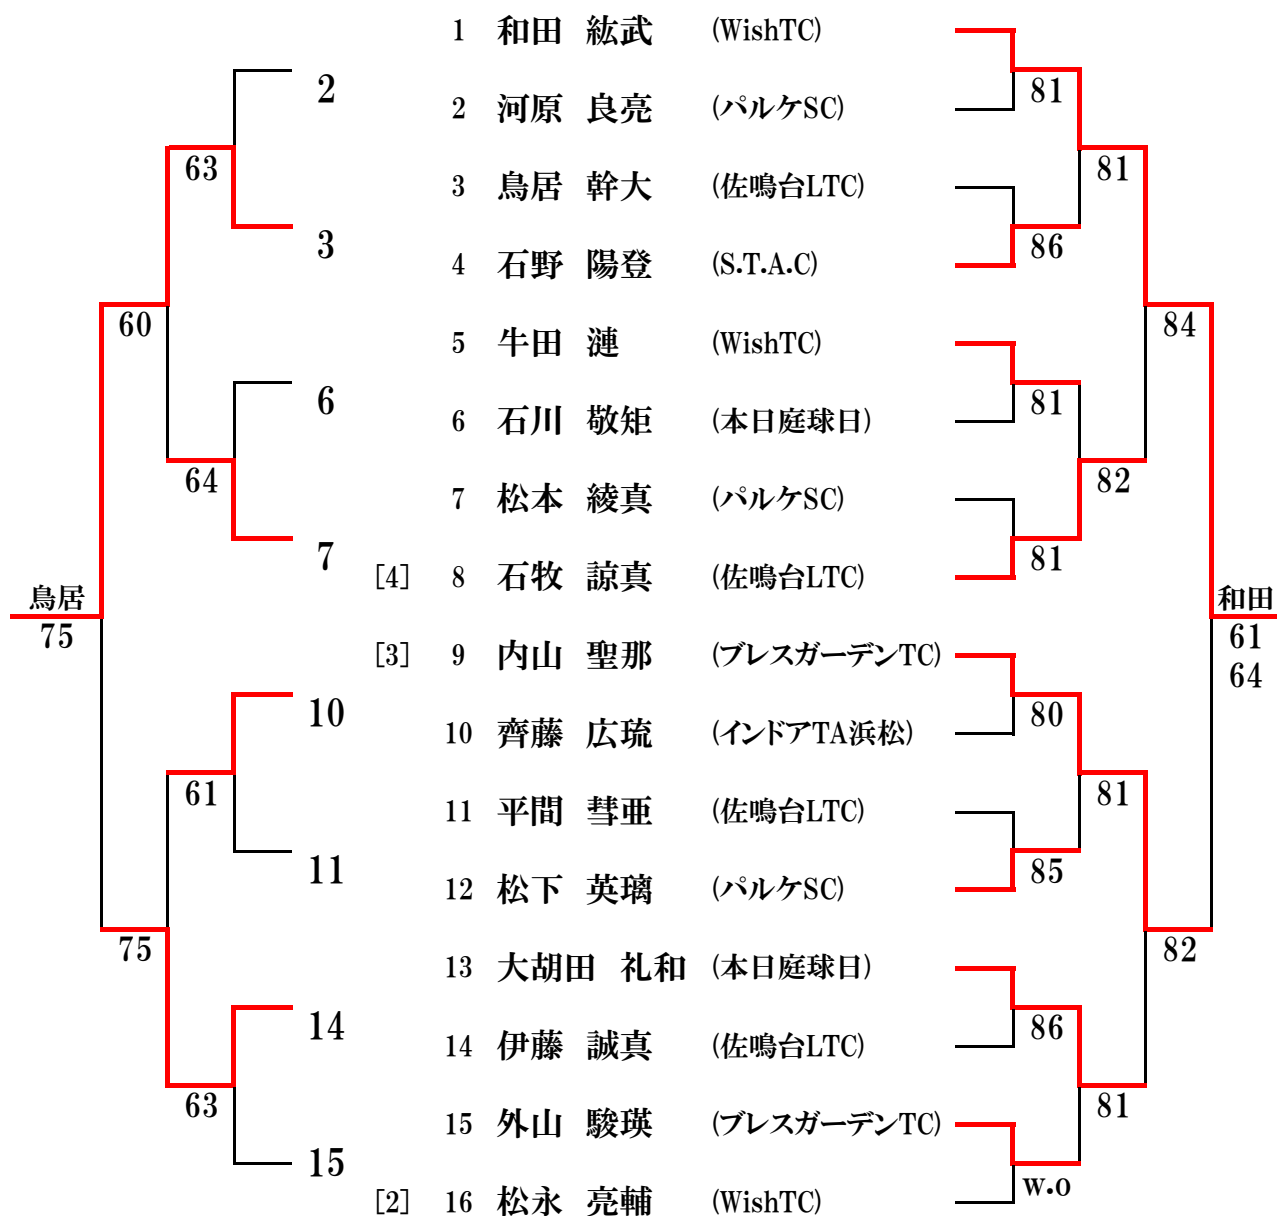 1 和田 紘武 (WishTC)
2 河原 良亮 (パルケSC)
3 鳥居 幹大 (佐鳴台LTC)
4 石野 陽登 (S.T.A.C)
5 牛田 漣 (WishTC)
6 石川 敬矩 (本日庭球日)
7 松本 綾真 (パルケSC)
[4] 8 石牧 諒真 (佐鳴台LTC)
[3] 9 内山 聖那 (ブレスガーデンTC)
10 齊藤 広琉 (インドアTA浜松)
11 平間 彗亜 (佐鳴台LTC)
12 松下 英璃 (パルケSC)
13 大胡田 礼和 (本日庭球日)
14 伊藤 誠真 (佐鳴台LTC)
15 外山 駿瑛 (ブレスガーデンTC)
[2] 16 松永 亮輔 (WishTC)
81
86
81
81
80
85
86
w.o
81
82
81
81
84
82
和田
61
64
2
3
6
7
10
11
14
15
63
64
61
63
60
75
鳥居
75